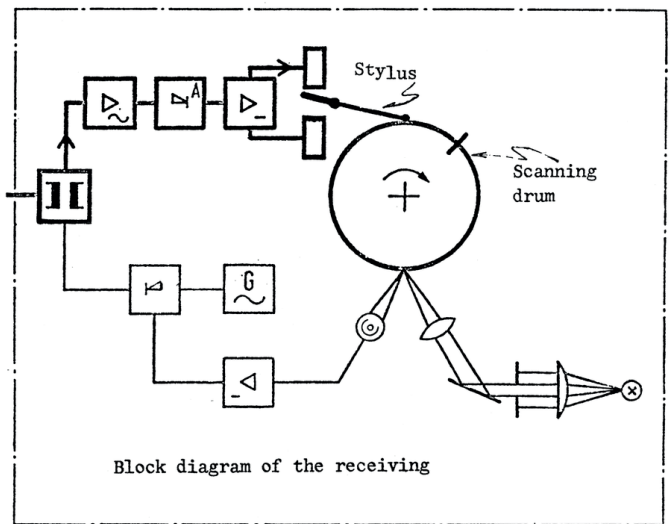 Stylus
A
Scanning
drum
G
Block diagram of the receiving